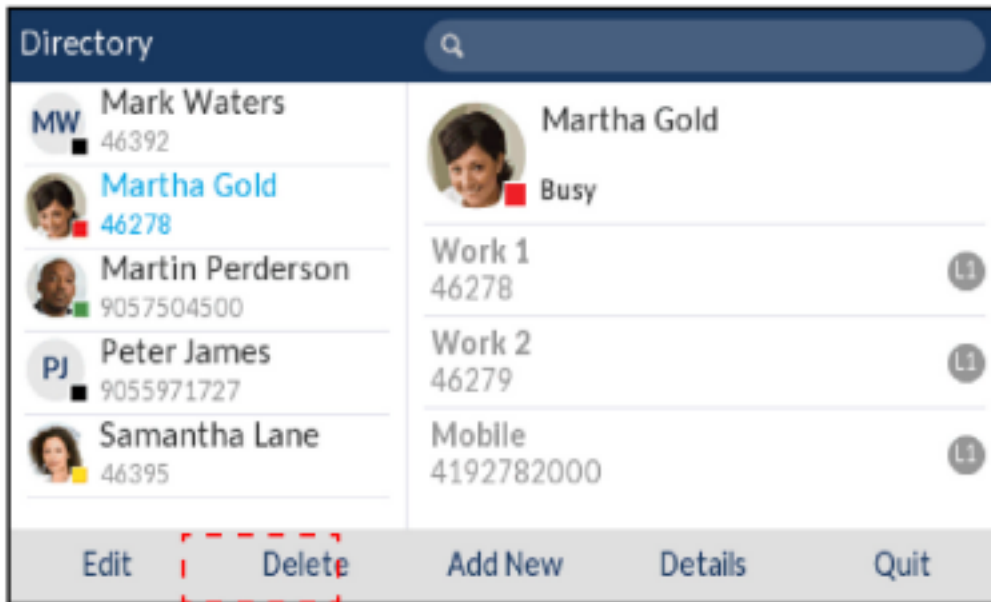 Directory
MW
Mark Waters
46392
Martha Gold
46278
Martin Perderson
9057504500
PJ
Peter James
9055971727
Samantha Lane
46395
Martha Gold
Busy
Work 1
46278
L1
Work 2
46279
L1
Mobile
4192782000
L1
Edit Delete Add New Details Quit